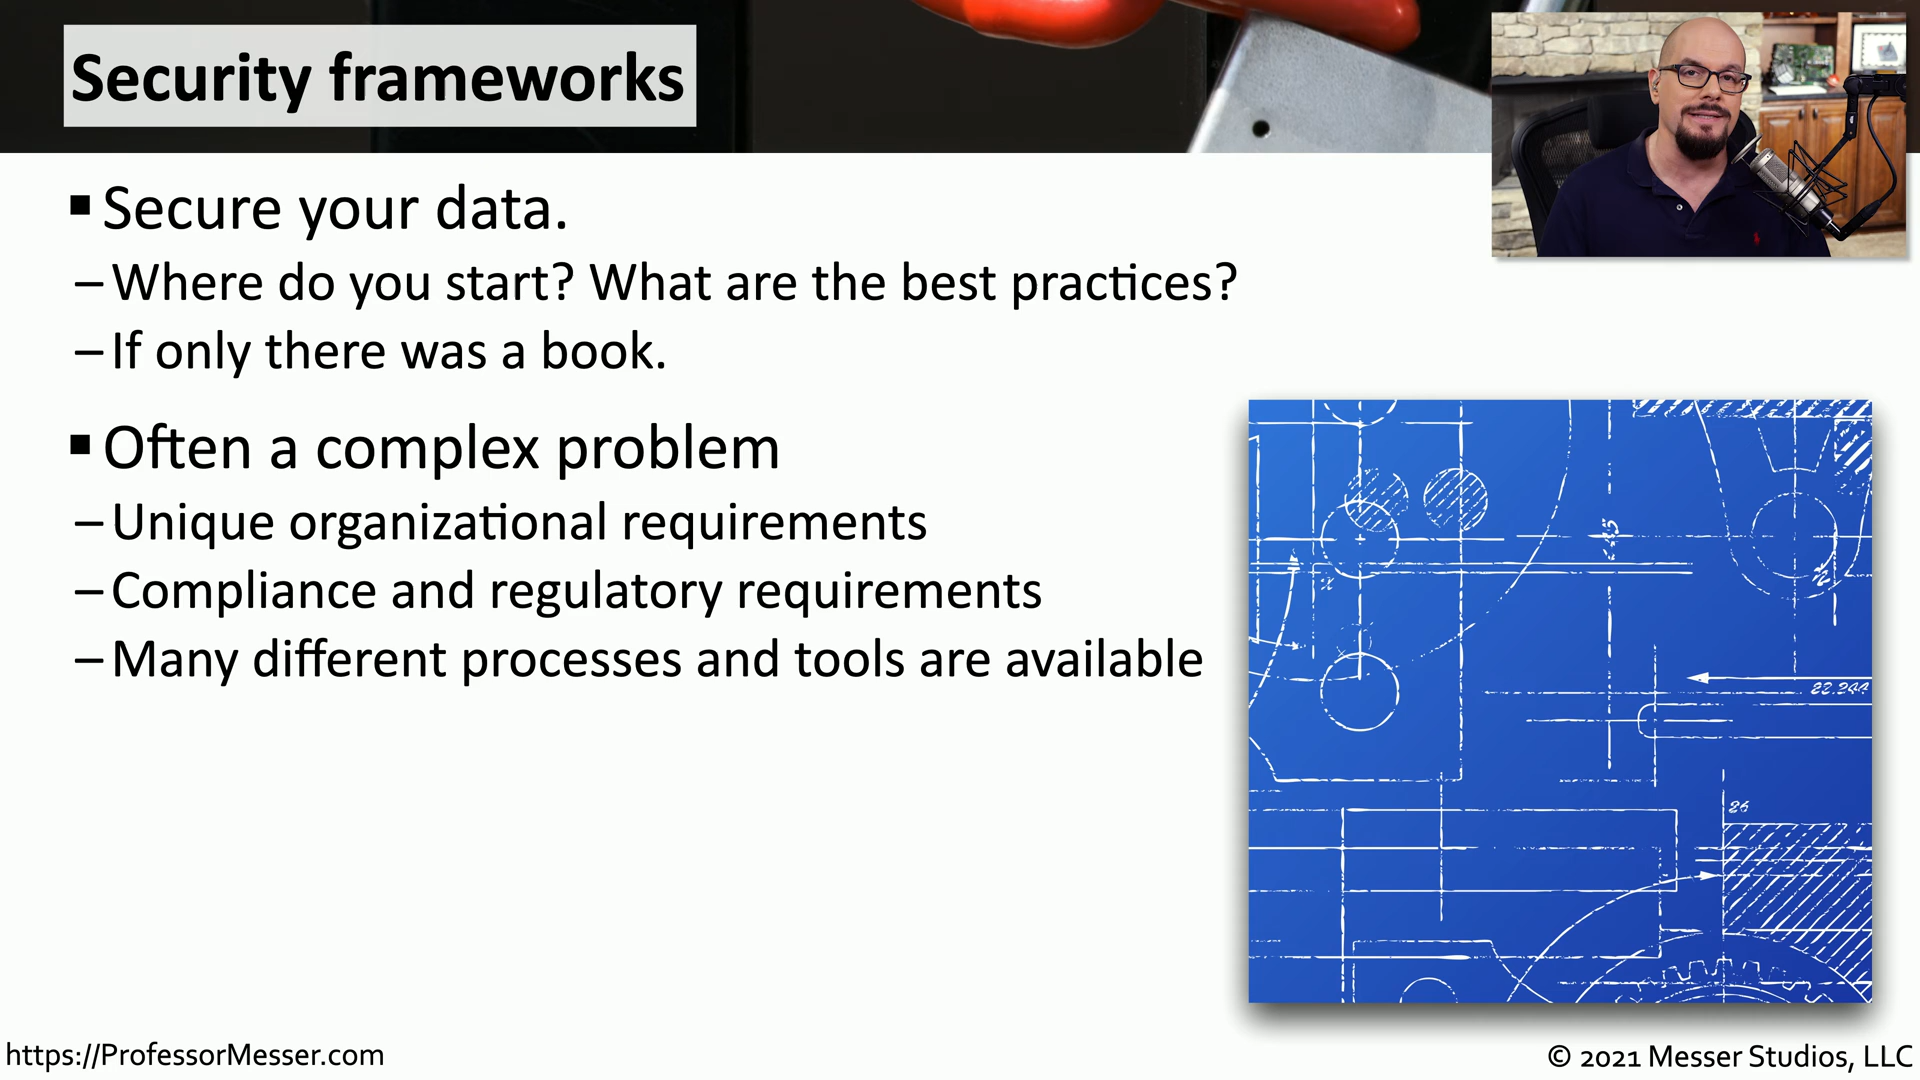 Security frameworks
▪ Secure your data.
– Where do you start? What are the best practices?
– If only there was a book.
▪ Often a complex problem
– Unique organizational requirements
– Compliance and regulatory requirements
– Many different processes and tools are available
22.244
26
https://ProfessorMesser.com
© 2021 Messer Studios, LLC